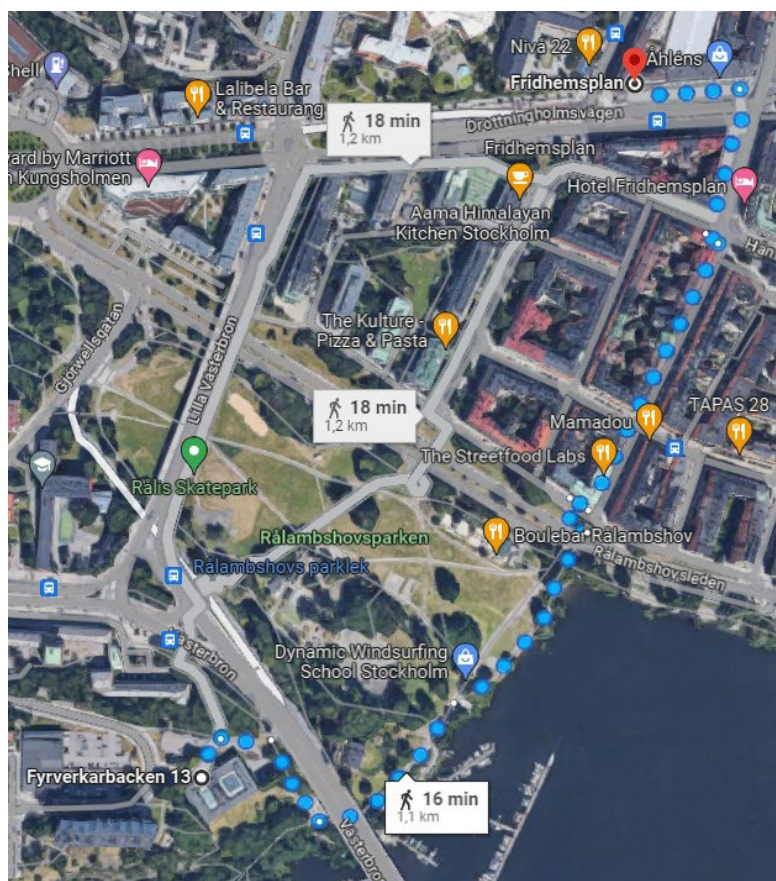 Nivå 22
Åhléns
Shell
Fridhemsplan
Lalibela Bar
& Restaurang
18 min
1,2 km
Drottningholmsvägen
Fridhemsplan
yard by Marriott
n Kungsholmen
Hotel Fridhemsplan
Aama Himalayan
Kitchen Stockholm
Han
Gjörwellsgatan
Lilla Västerbron
The Kulture -
Pizza & Pasta
18 min
1,2 km
Mamadou
TAPAS 28
The Streetfood Labs
Rålis Skatepark
Rålambshovsparken
Boulebar Rålambshov
Rålambshovsleden
Rålambshovs parklek
Västerbron
Dynamic Windsurfing
School Stockholm
Fyrverkarbacken 13
16 min
1,1 km
Västerbron